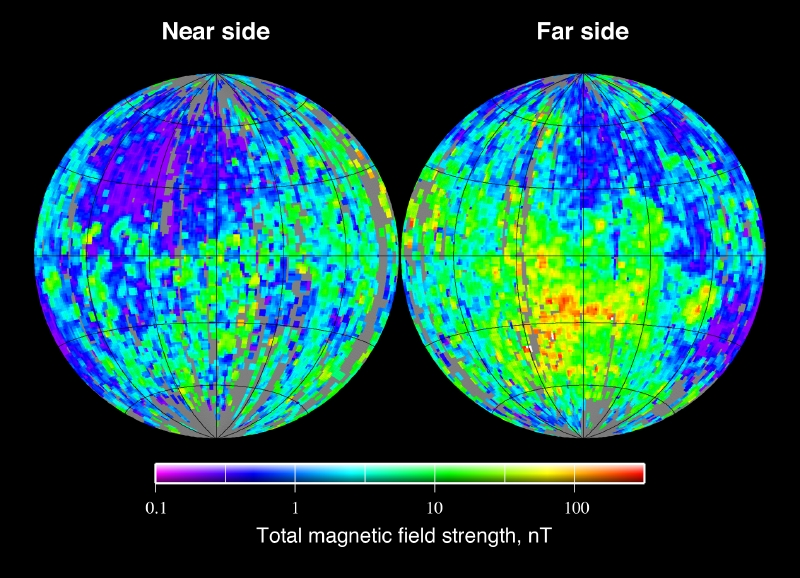 Near side
Far side
0.1 1 10 100
Total magnetic field strength, nT